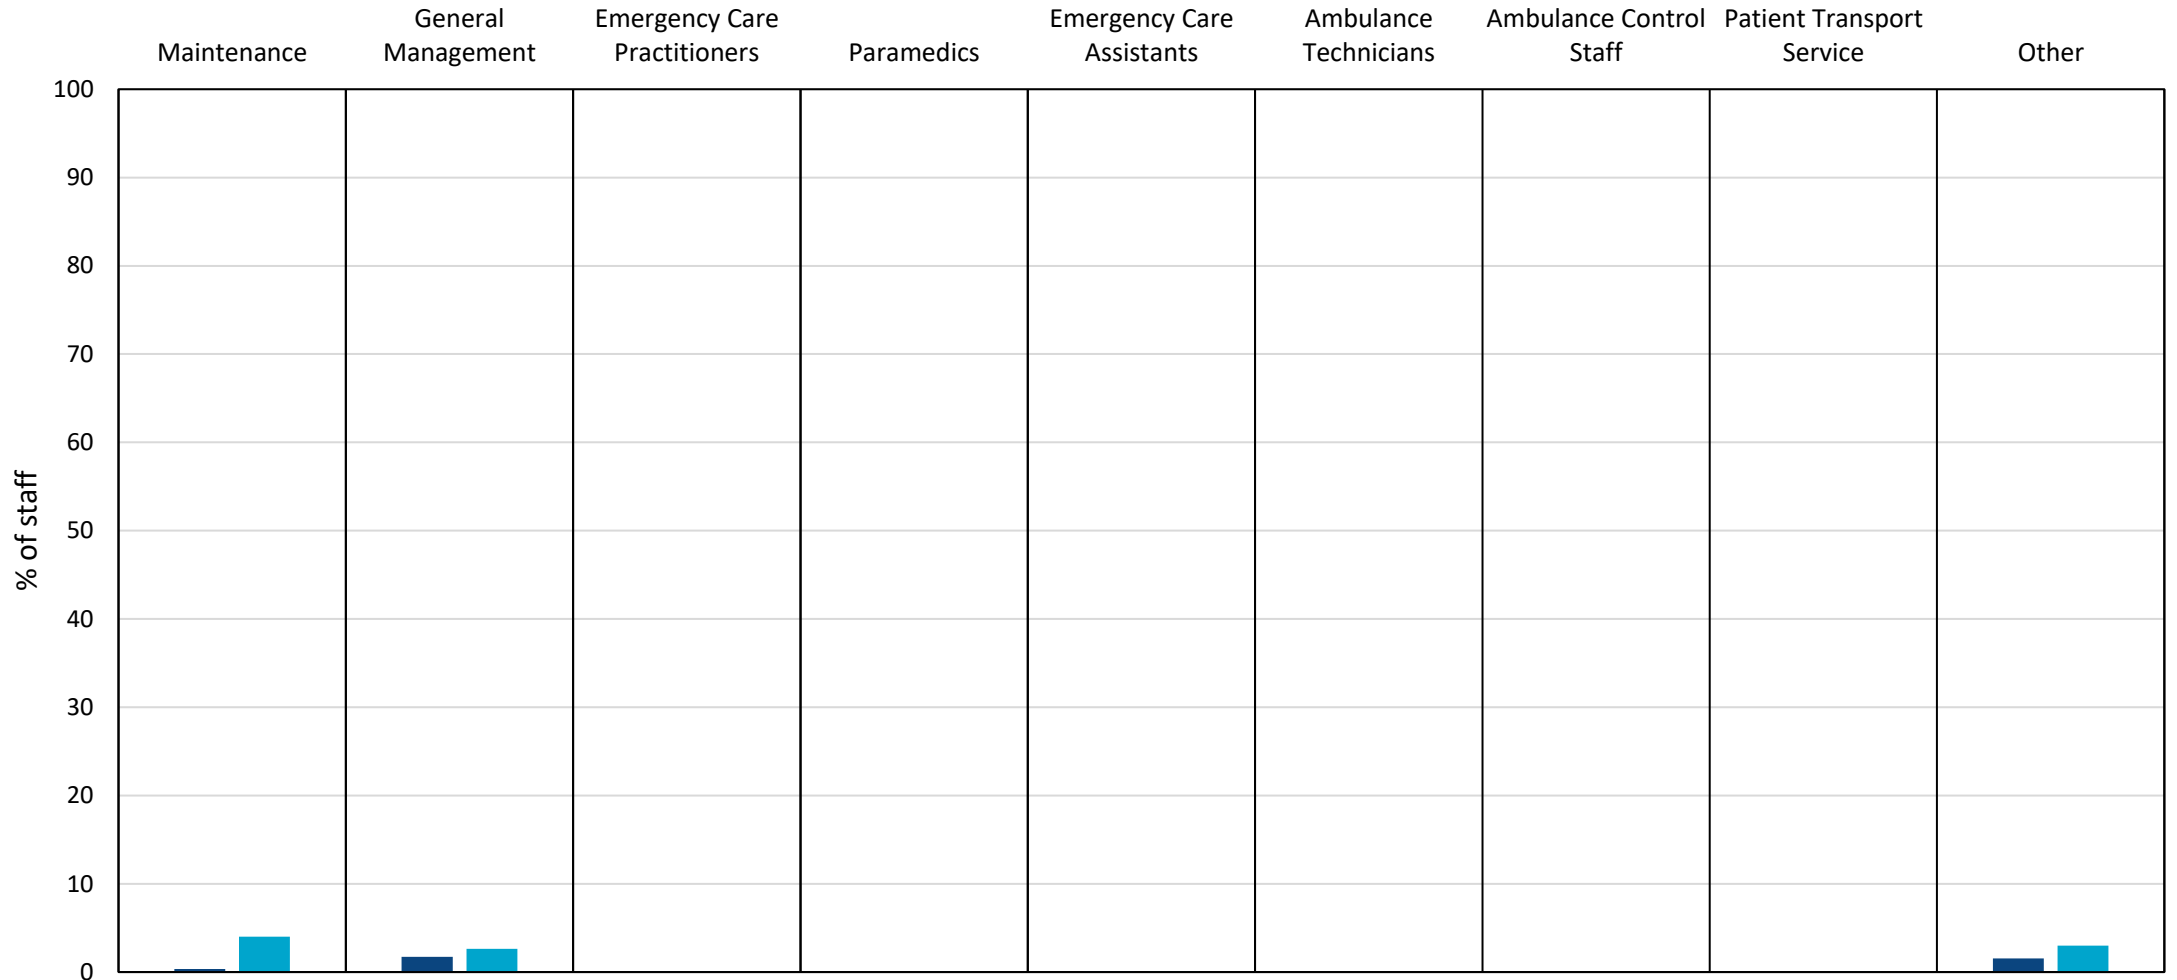 Maintenance
General
Management
Emergency Care
Practitioners
Paramedics
Emergency Care
Assistants
Ambulance
Technicians
Ambulance Control
Staff
Patient Transport
Service
Other
% of staff
100
90
80
70
60
50
40
30
20
10
0